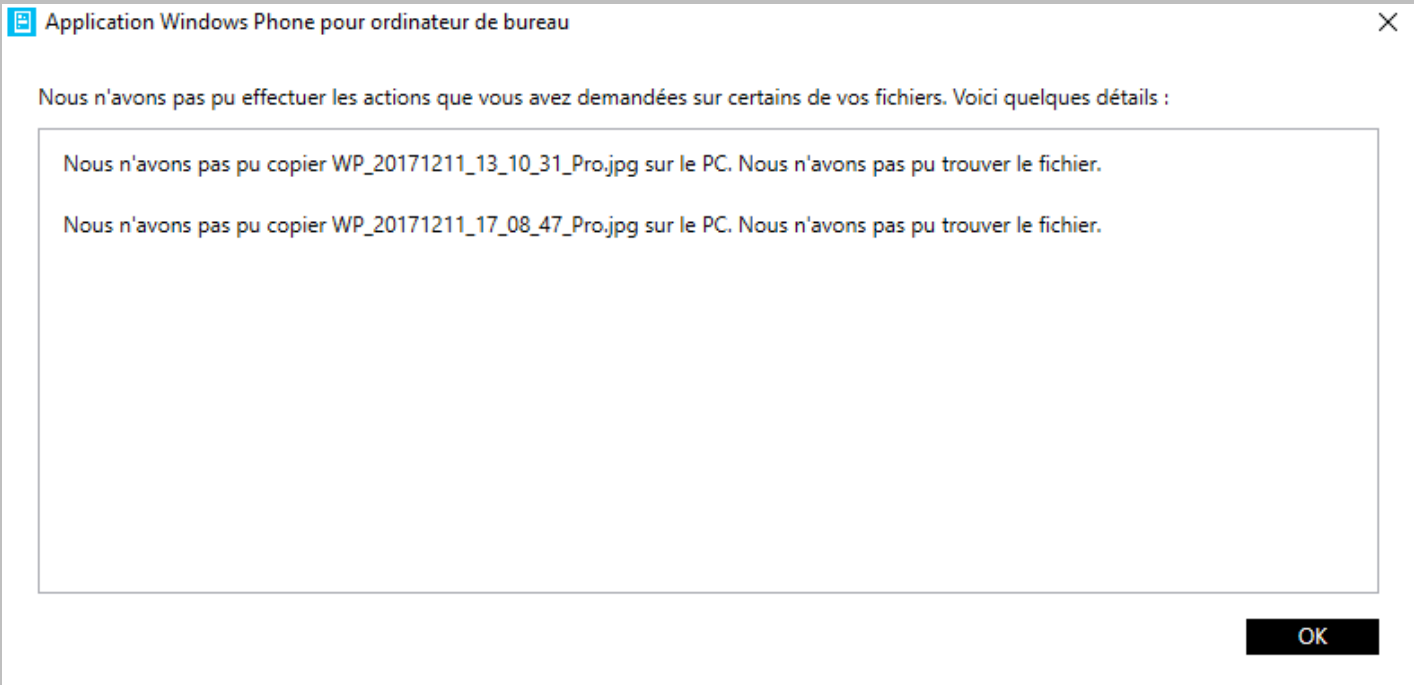 Application Windows Phone pour ordinateur de bureau
Nous n'avons pas pu effectuer les actions que vous avez demandées sur certains de vos fichiers. Voici quelques détails :
Nous n'avons pas pu copier WP_20171211_13_10_31_Pro.jpg sur le PC. Nous n'avons pas pu trouver le fichier.
Nous n'avons pas pu copier WP_20171211_17_08_47_Pro.jpg sur le PC. Nous n'avons pas pu trouver le fichier.
OK